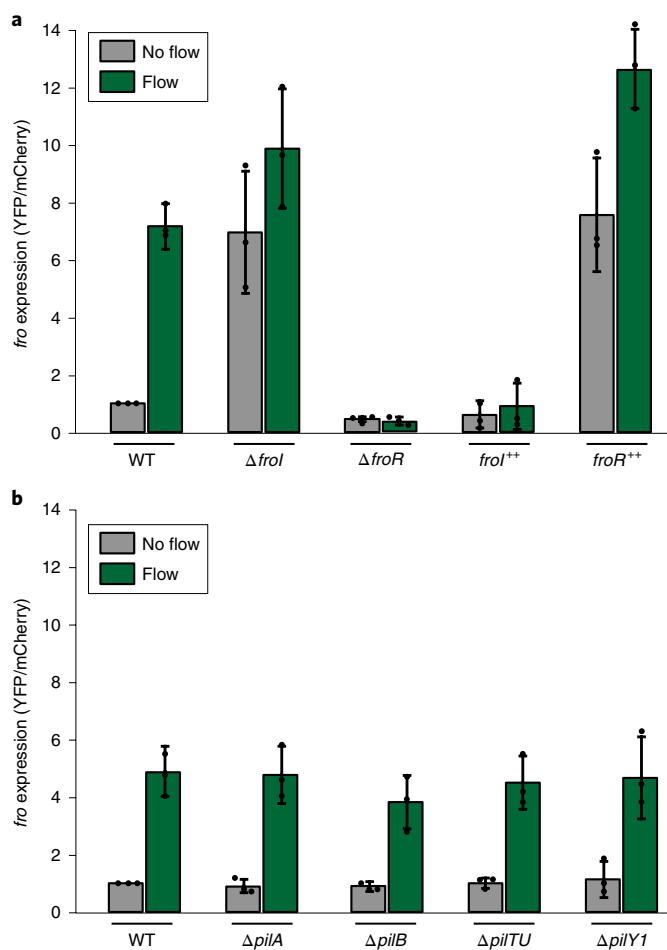 a
14
12
10
8
6
4
2
0
fro expression (YFP/mCherry)
No flow
Flow
WT
ΔfroI
ΔfroR
froI++
froR++
b
14
12
10
8
6
4
2
0
fro expression (YFP/mCherry)
No flow
Flow
WT
ΔpilA
ΔpilB
ΔpilTU
ΔpilY1